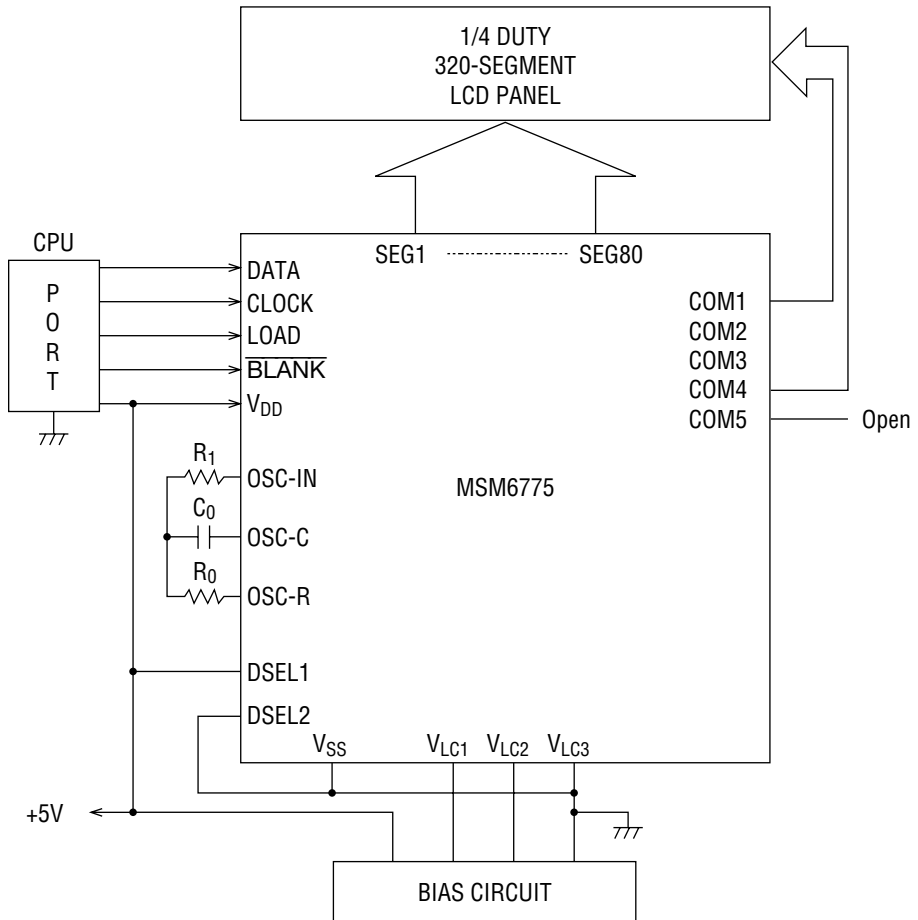 1/4 DUTY
320-SEGMENT
LCD PANEL
CPU
PORT
SEG1
SEG80
DATA
CLOCK
LOAD
BLANK
VDD
COM1
COM2
COM3
COM4
COM5
Open
R1
OSC-IN
C0
OSC-C
R0
OSC-R
MSM6775
DSEL1
DSEL2
VSS
VLC1
VLC2
VLC3
+5V
BIAS CIRCUIT